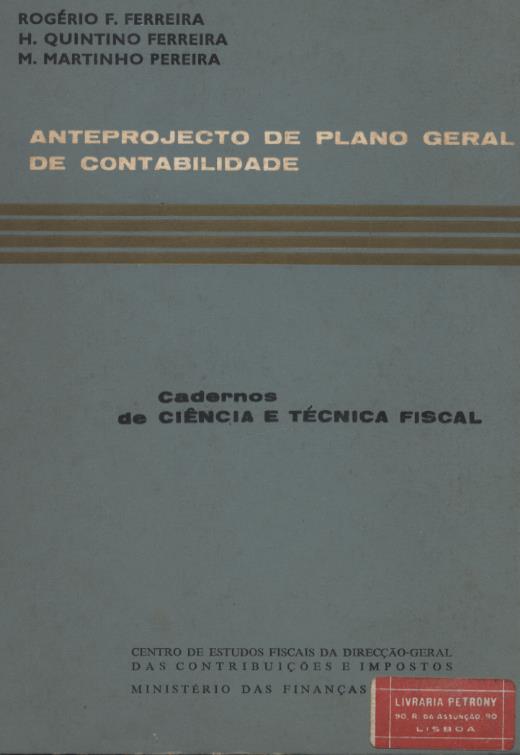 ROGÉRIO F. FERREIRA
H. QUINTINO FERREIRA
M. MARTINHO PEREIRA
ANTEPROJECTO DE PLANO GERAL
DE CONTABILIDADE
Cadernos
de CIÊNCIA E TÉCNICA FISCAL
CENTRO DE ESTUDOS FISCAIS DA DIRECÇÃO-GERAL
DAS CONTRIBUIÇÕES E IMPOSTOS
MINISTÉRIO DAS FINANÇAS
LIVRARIA PETRONY
90, R. DA ASSUNÇÃO, 90
LISBOA